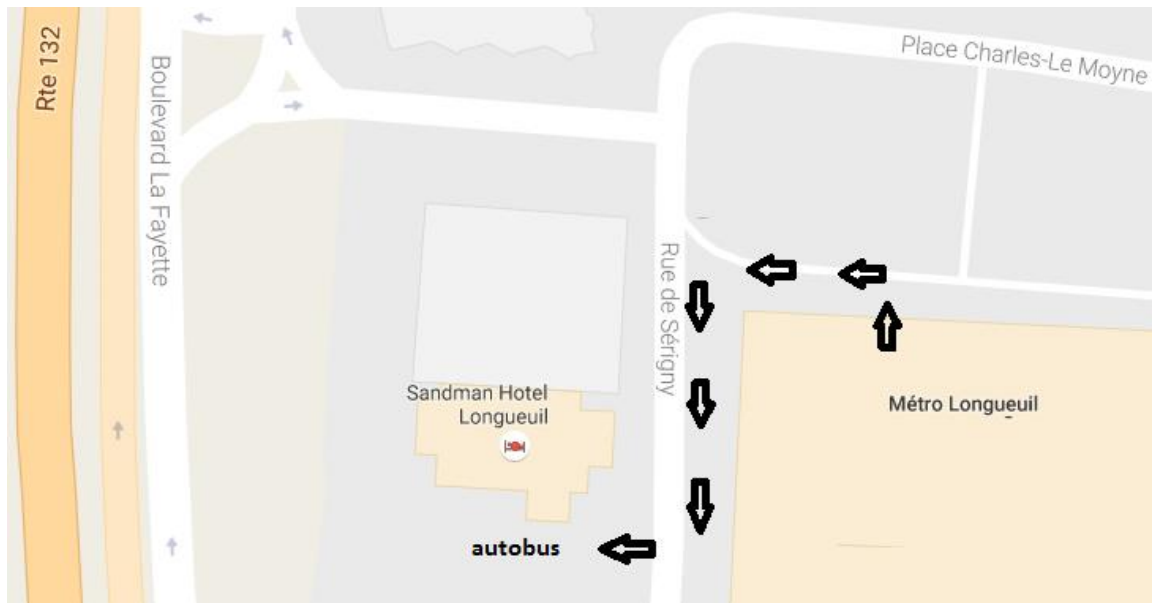 Rte 132
Boulevard La Fayette
Place Charles-Le Moyne
Rue de Sérigny
Sandman Hotel
Longueuil
Métro Longueuil
autobus